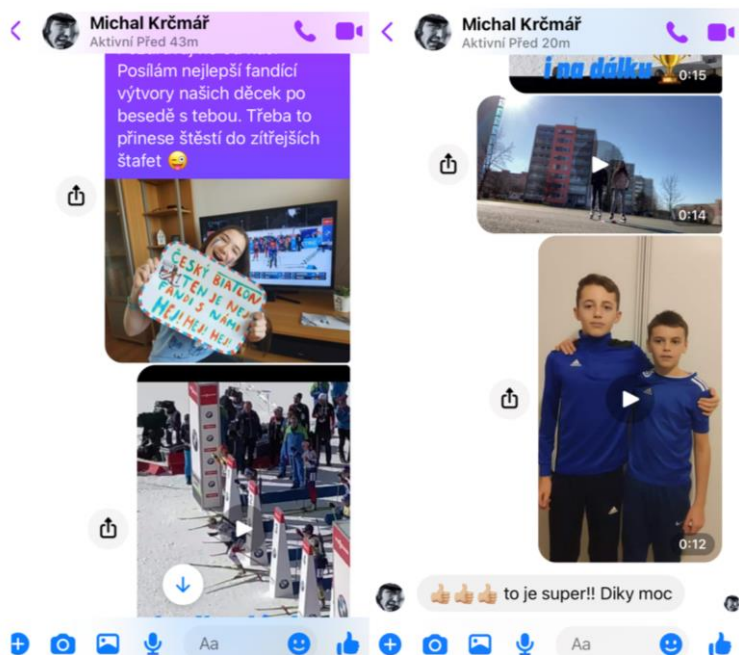 Michal Krčmář
Aktivní Před 43m
Posílám nejlepší fandící
výtvory našich děcek po
besedě s tebou. Třeba to
přinese štěstí do zítřejších
štafet 😜
ČESKÝ BIATLON
TEN JE NEJ
FANDI S NÁMI
HEJ! HEJ! HEJ!
Aa
Michal Krčmář
Aktivní Před 20m
i na dálku
0:15
0:14
0:12
👍👍👍 to je super!! Diky moc
Aa